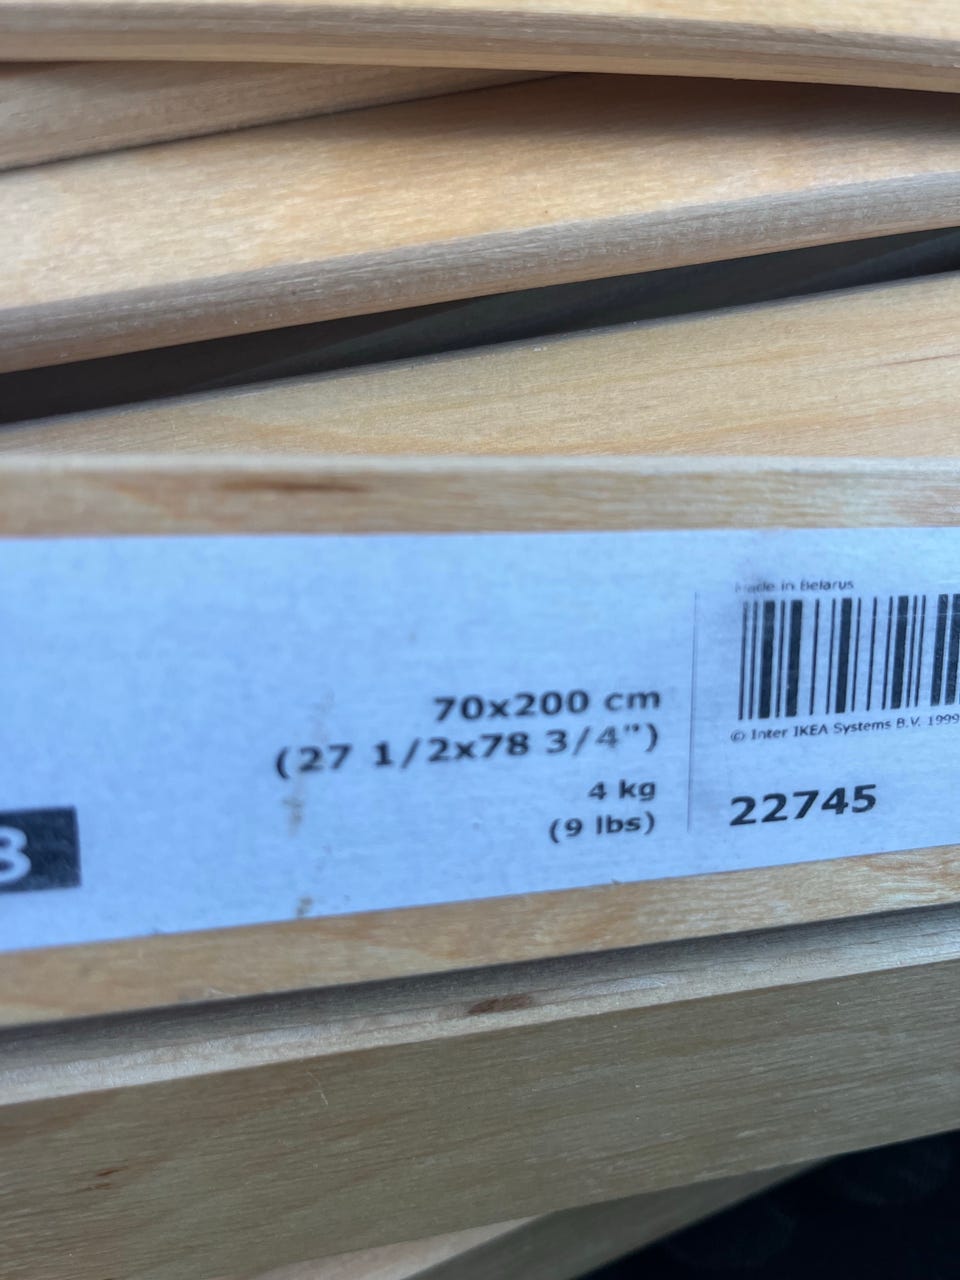 Made in Belarus
70x200 cm
(27 1/2x78 3/4")
4 kg
(9 lbs)
© Inter IKEA Systems B.V. 1999
22745
8